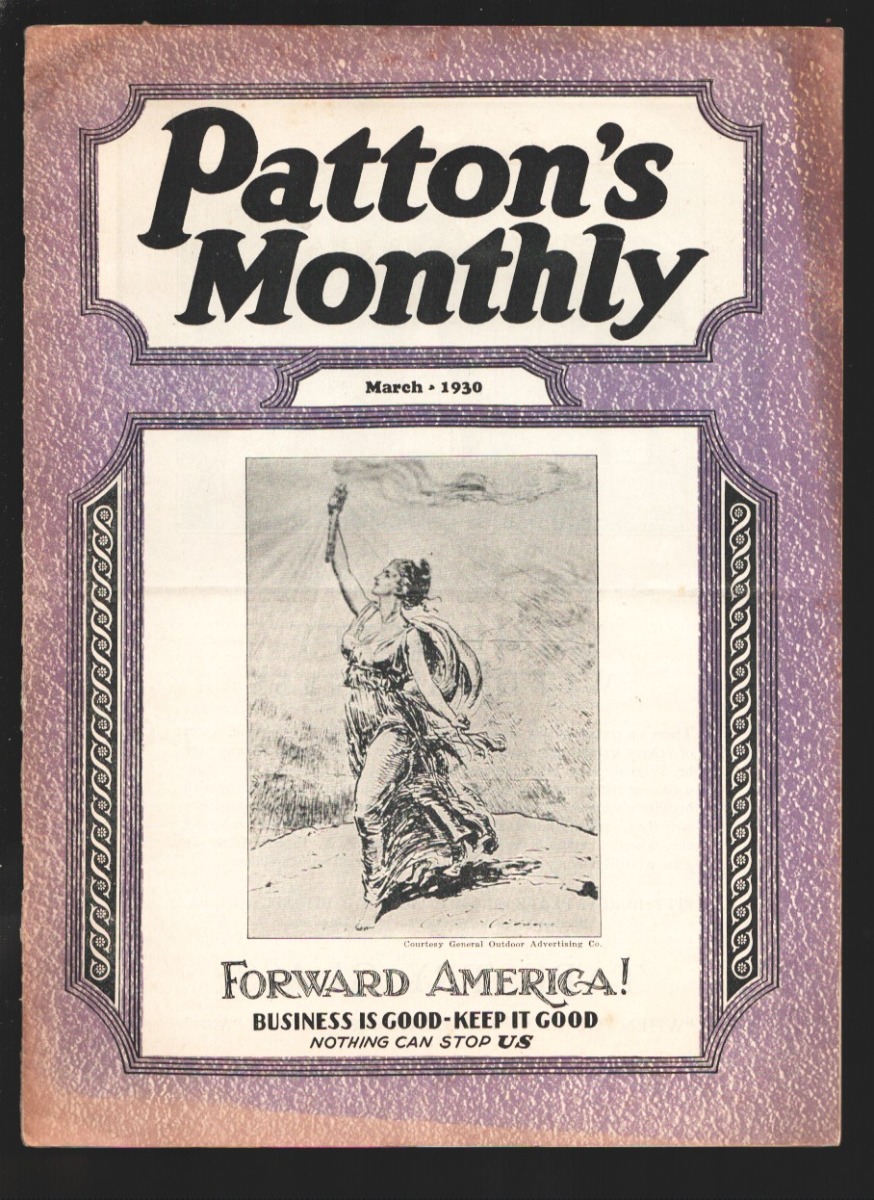 Patton's
Monthly
March - 1930
Courtesy General Outdoor Advertising Co.
FORWARD AMERICA!
BUSINESS IS GOOD-KEEP IT GOOD
NOTHING CAN STOP US